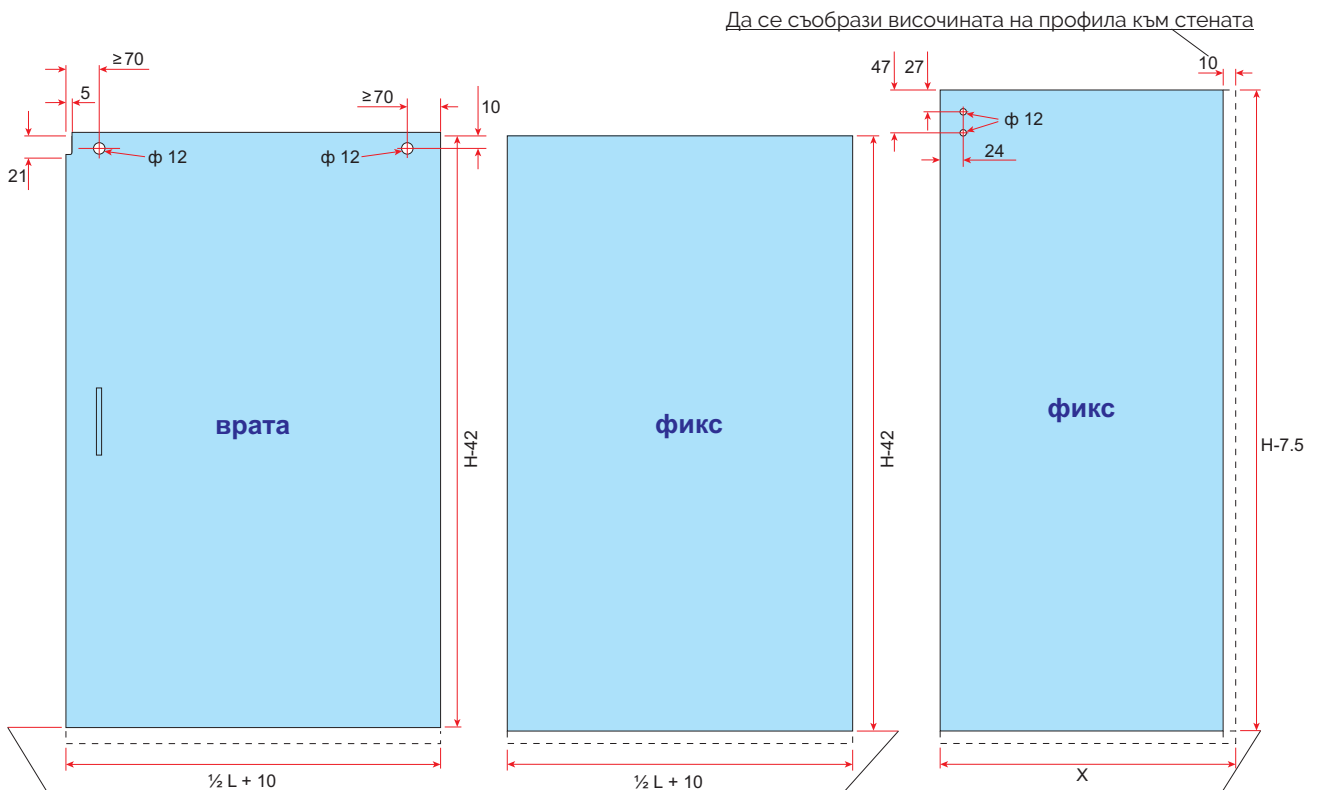 Да се съобрази височината на профила към стената
≥70
5
≥70
10
47 27
10
21
ф 12
ф 12
ф 12
24
врата
фикс
фикс
H-42
H-42
H-7.5
½ L + 10
½ L + 10
X